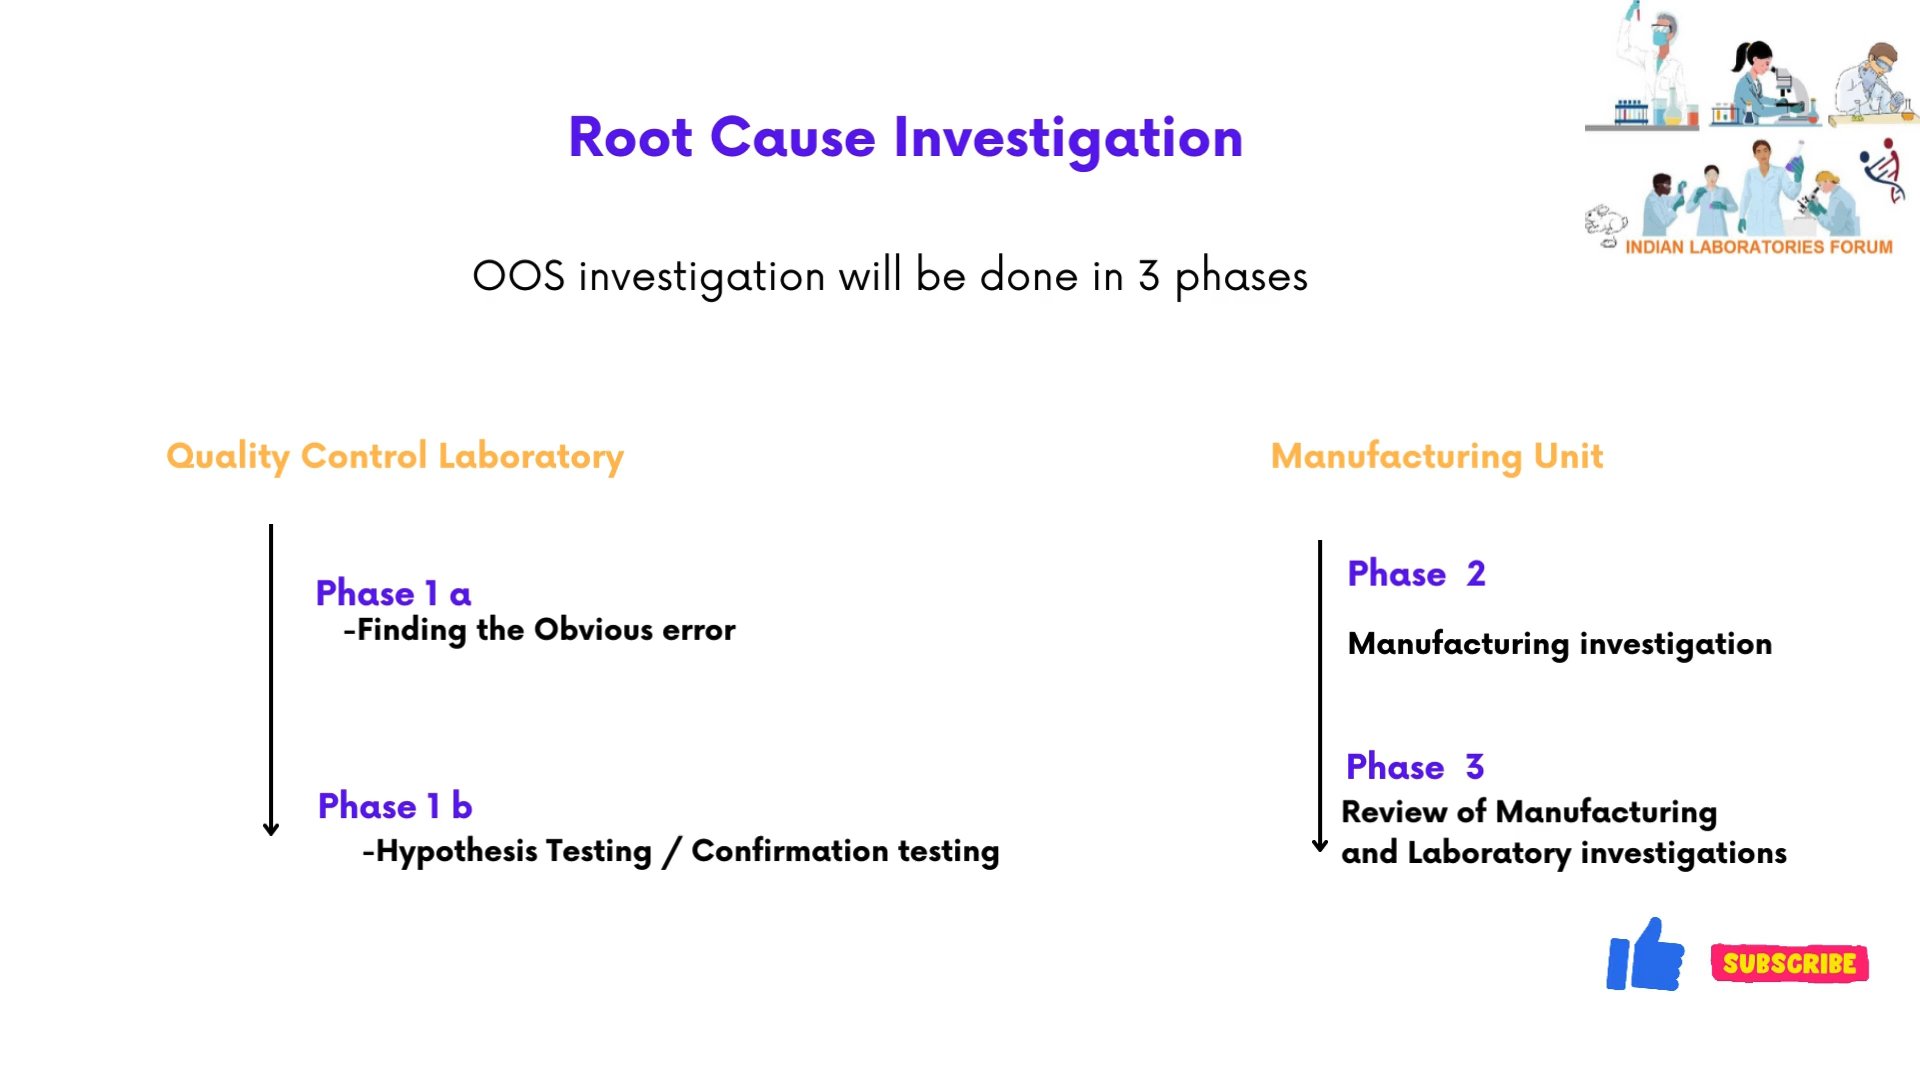 Root Cause Investigation
INDIAN LABORATORIES FORUM
OOS investigation will be done in 3 phases
Quality Control Laboratory
Phase 1 a
-Finding the Obvious error
Phase 1 b
-Hypothesis Testing / Confirmation testing
Manufacturing Unit
Phase 2
Manufacturing investigation
Phase 3
Review of Manufacturing
and Laboratory investigations
SUBSCRIBE